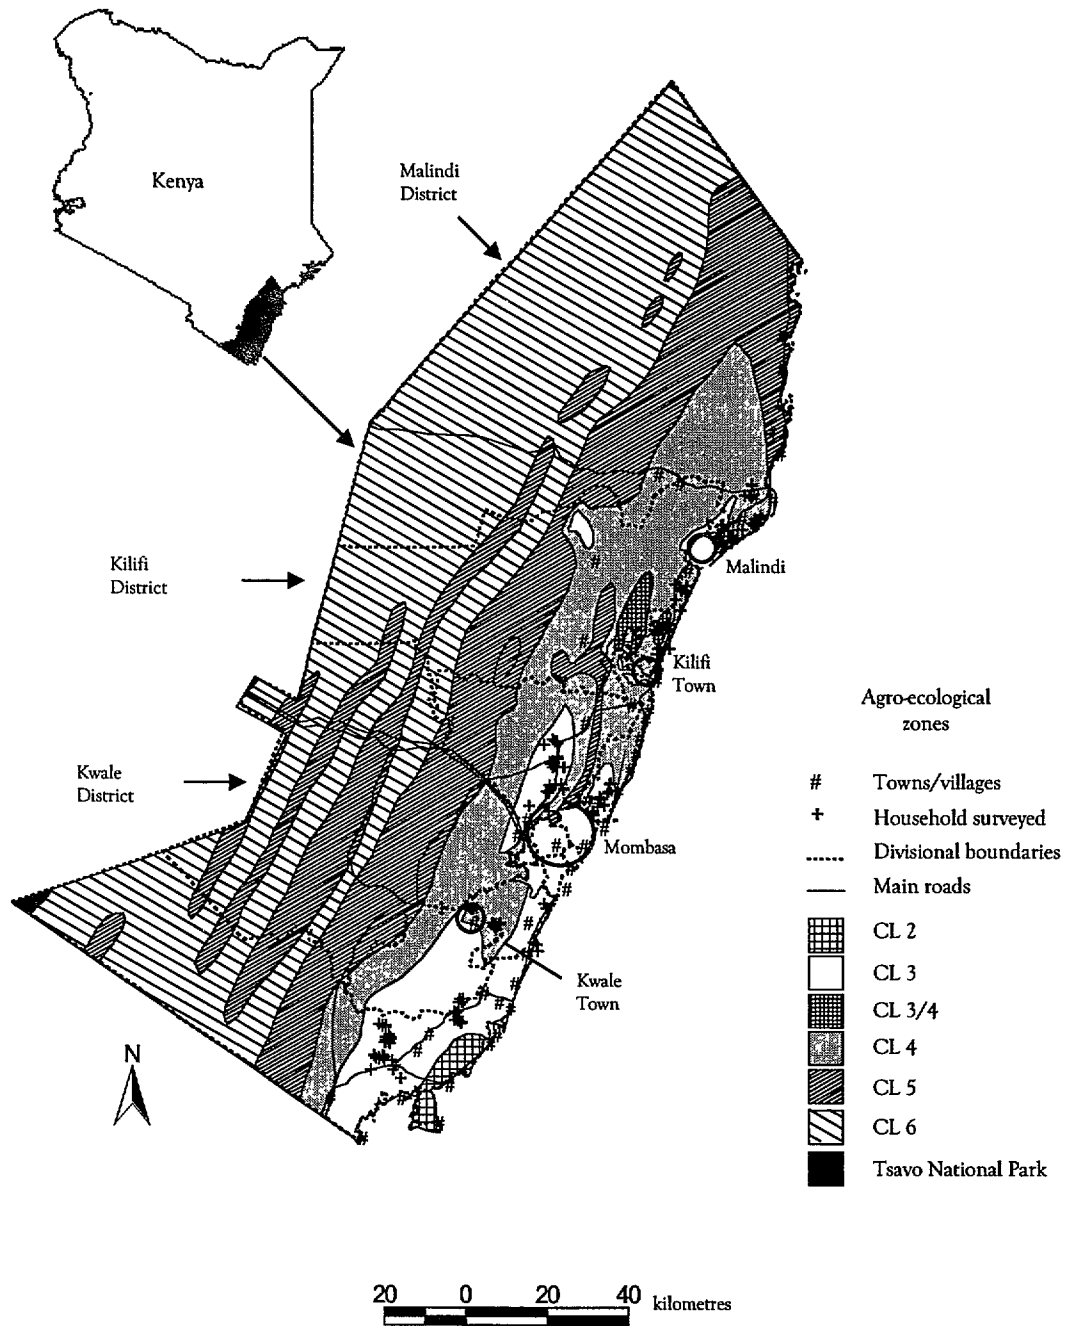 Kenya
Malindi
District
Kilifi
District
Malindi
Kilifi
Town
Kwale
District
Mombasa
Kwale
Town
N
Agro-ecological
zones
# Towns/villages
+ Household surveyed
Divisional boundaries
Main roads
CL 2
CL 3
CL 3/4
CL 4
CL 5
CL 6
Tsavo National Park
20 0 20 40 kilometres